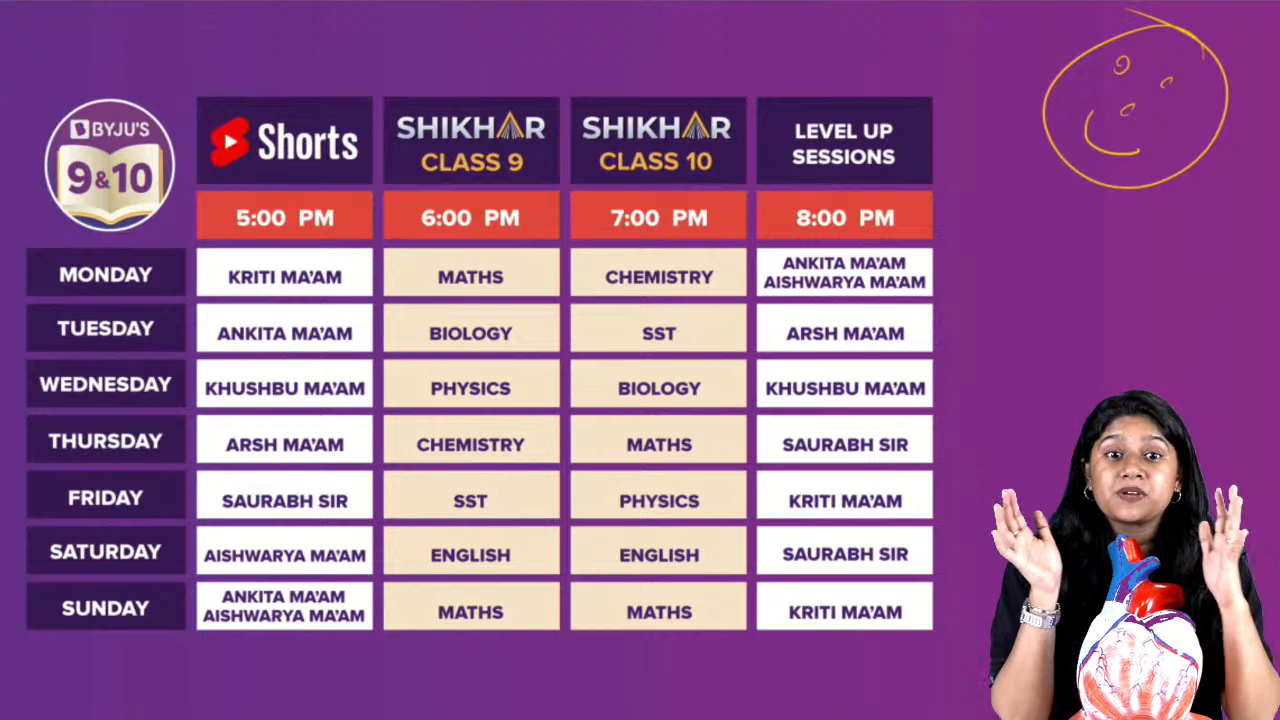 BYJU'S
9 & 10
Shorts
SHIKHAR
CLASS 9
SHIKHAR
CLASS 10
LEVEL UP
SESSIONS
5:00 PM
6:00 PM
7:00 PM
8:00 PM
MONDAY
KRITI MA'AM
MATHS
CHEMISTRY
ANKITA MA'AM
AISHWARYA MA'AM
TUESDAY
ANKITA MA'AM
BIOLOGY
SST
ARSH MA'AM
WEDNESDAY
KHUSHBU MA'AM
PHYSICS
BIOLOGY
KHUSHBU MA'AM
THURSDAY
ARSH MA'AM
CHEMISTRY
MATHS
SAURABH SIR
FRIDAY
SAURABH SIR
SST
PHYSICS
KRITI MA'AM
SATURDAY
AISHWARYA MA'AM
ENGLISH
ENGLISH
SAURABH SIR
SUNDAY
ANKITA MA'AM
AISHWARYA MA'AM
MATHS
MATHS
KRITI MA'AM